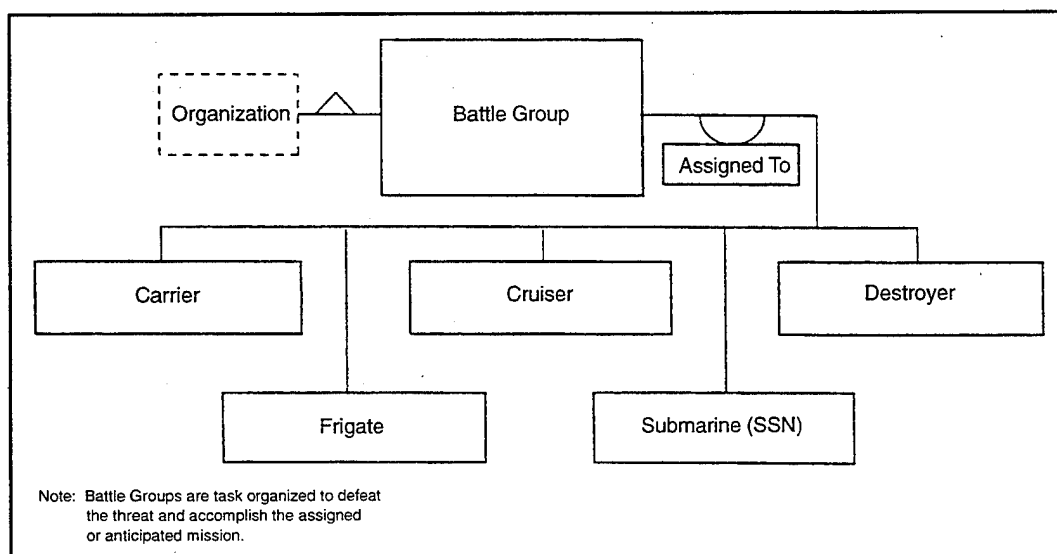 Organization
Battle Group
Assigned To
Carrier
Cruiser
Destroyer
Frigate
Submarine (SSN)
Note: Battle Groups are task organized to defeat
the threat and accomplish the assigned
or anticipated mission.